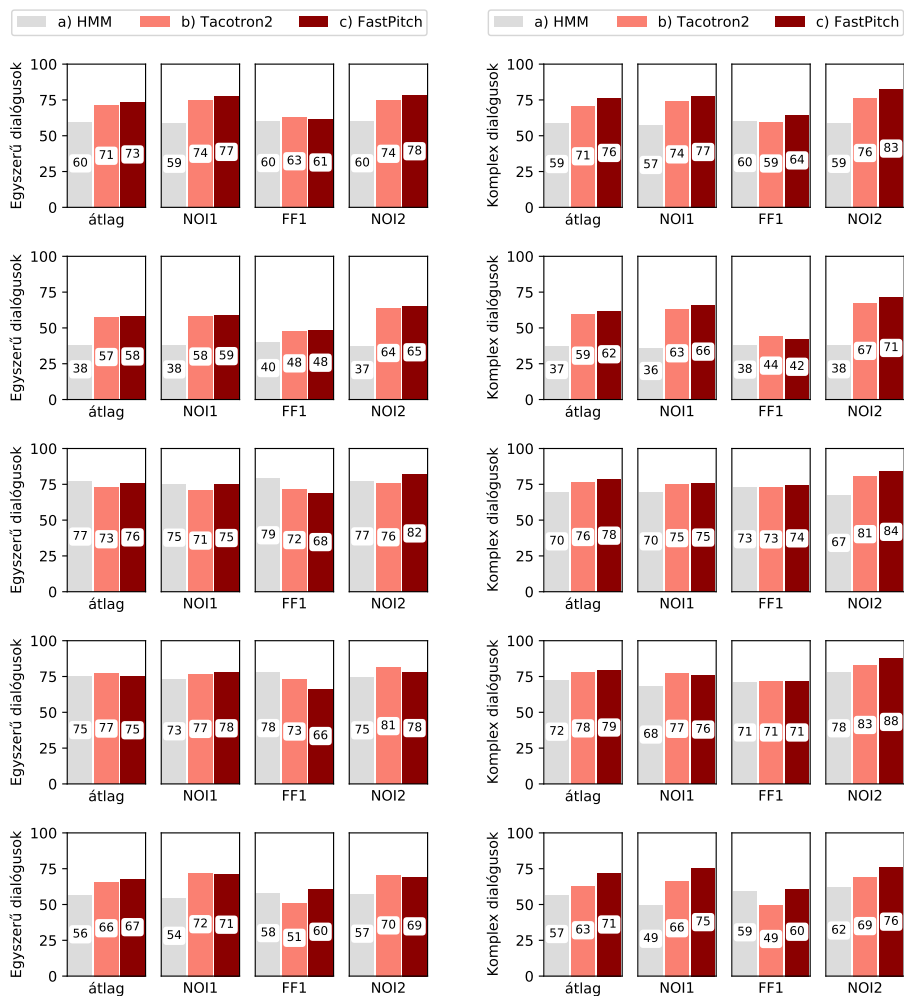 a) HMM b) Tacotron2 c) FastPitch
a) HMM b) Tacotron2 c) FastPitch
Egyszerű dialógusok
100
75
50
25
0
60 71 73
59 74 77
60 63 61
60 74 78
átlag NOI1 FF1 NOI2
Komplex dialógusok
100
75
50
25
0
59 71 76
57 74 77
60 59 64
59 76 83
átlag NOI1 FF1 NOI2
Egyszerű dialógusok
100
75
50
25
0
38 57 58
38 58 59
40 48 48
37 64 65
átlag NOI1 FF1 NOI2
Komplex dialógusok
100
75
50
25
0
37 59 62
36 63 66
38 44 42
38 67 71
átlag NOI1 FF1 NOI2
Egyszerű dialógusok
100
75
50
25
0
77 73 76
75 71 75
79 72 68
77 76 82
átlag NOI1 FF1 NOI2
Komplex dialógusok
100
75
50
25
0
70 76 78
70 75 75
73 73 74
67 81 84
átlag NOI1 FF1 NOI2
Egyszerű dialógusok
100
75
50
25
0
75 77 75
73 77 78
78 73 66
75 81 78
átlag NOI1 FF1 NOI2
Komplex dialógusok
100
75
50
25
0
72 78 79
68 77 76
71 71 71
78 83 88
átlag NOI1 FF1 NOI2
Egyszerű dialógusok
100
75
50
25
0
56 66 67
54 72 71
58 51 60
57 70 69
átlag NOI1 FF1 NOI2
Komplex dialógusok
100
75
50
25
0
57 63 71
49 66 75
59 49 60
62 69 76
átlag NOI1 FF1 NOI2